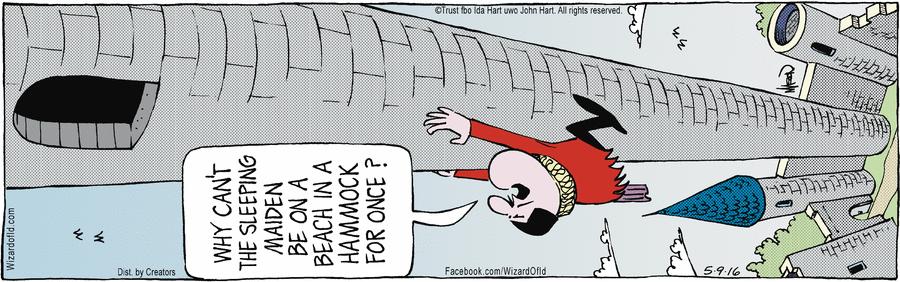 ©Trust fbo Ida Hart uwo John Hart. All rights reserved.
WHY CAN'T
THE SLEEPING
MAIDEN
BE ON A
BEACH IN A
HAMMOCK
FOR ONCE?
WizardofId.com
Dist. by Creators
Facebook.com/WizardOfId
5-9-16